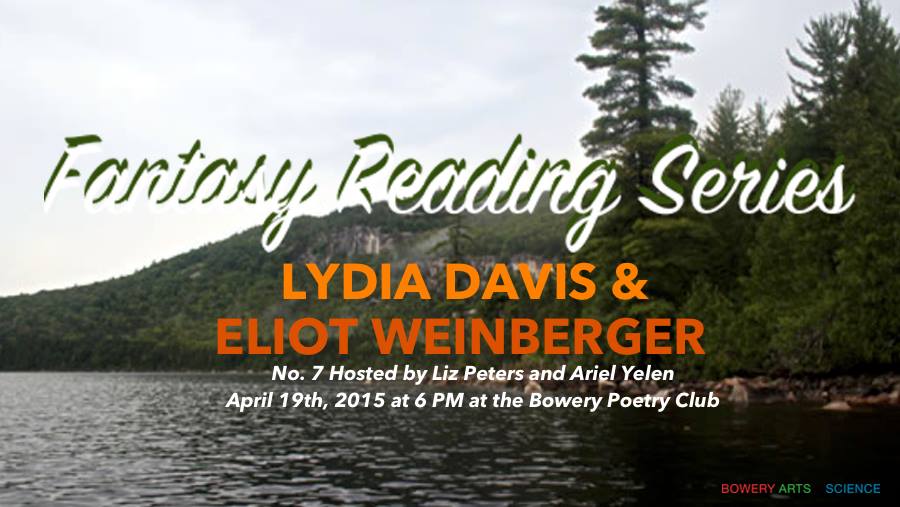 Fantasy Reading Series
LYDIA DAVIS &
ELIOT WEINBERGER
No. 7 Hosted by Liz Peters and Ariel Yelen
April 19th, 2015 at 6 PM at the Bowery Poetry Club
BOWERY ARTS SCIENCE